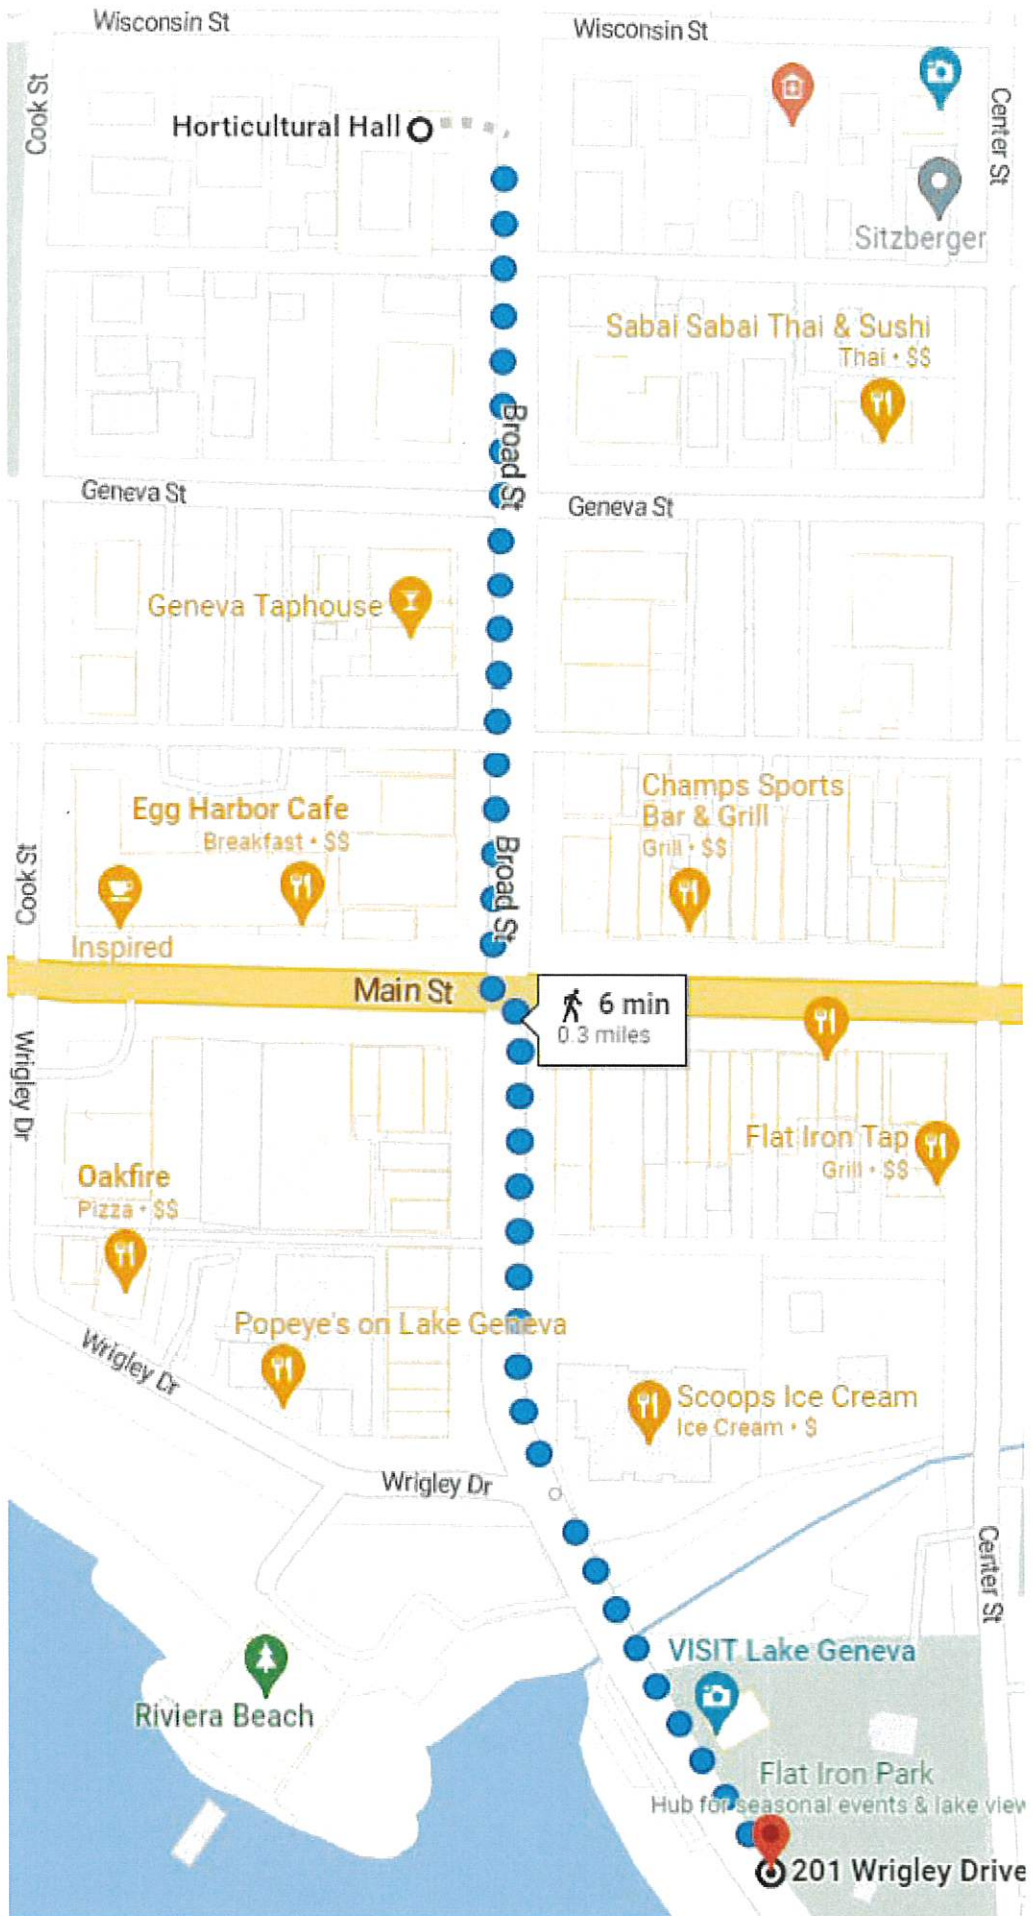 Wisconsin St
Wisconsin St
Cook St
Center St
Horticultural Hall
Sitzberger
Sabai Sabai Thai & Sushi
Thai • $$
Broad St
Geneva St
Geneva St
Geneva Taphouse
Egg Harbor Cafe
Breakfast • $$
Champs Sports
Bar & Grill
Grill • $$
Cook St
Broad St
Inspired
Main St
6 min
0.3 miles
Wrigley Dr
Flat Iron Tap
Grill • $$
Oakfire
Pizza • $$
Popeye's on Lake Geneva
Wrigley Dr
Scoops Ice Cream
Ice Cream • $
Wrigley Dr
Center St
VISIT Lake Geneva
Riviera Beach
Flat Iron Park
Hub for seasonal events & lake view
201 Wrigley Drive